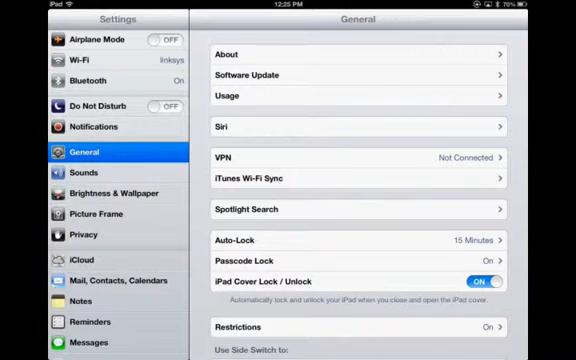 iPad
12:25 PM
70%
Settings
General
Airplane Mode
OFF
Wi-Fi
linksys
Bluetooth
On
Do Not Disturb
OFF
Notifications
General
Sounds
Brightness & Wallpaper
Picture Frame
Privacy
iCloud
Mail, Contacts, Calendars
Notes
Reminders
Messages
About
Software Update
Usage
Siri
VPN
Not Connected
iTunes Wi-Fi Sync
Spotlight Search
Auto-Lock
15 Minutes
Passcode Lock
On
iPad Cover Lock / Unlock
ON
Automatically lock and unlock your iPad when you close and open the iPad cover.
Restrictions
On
Use Side Switch to: